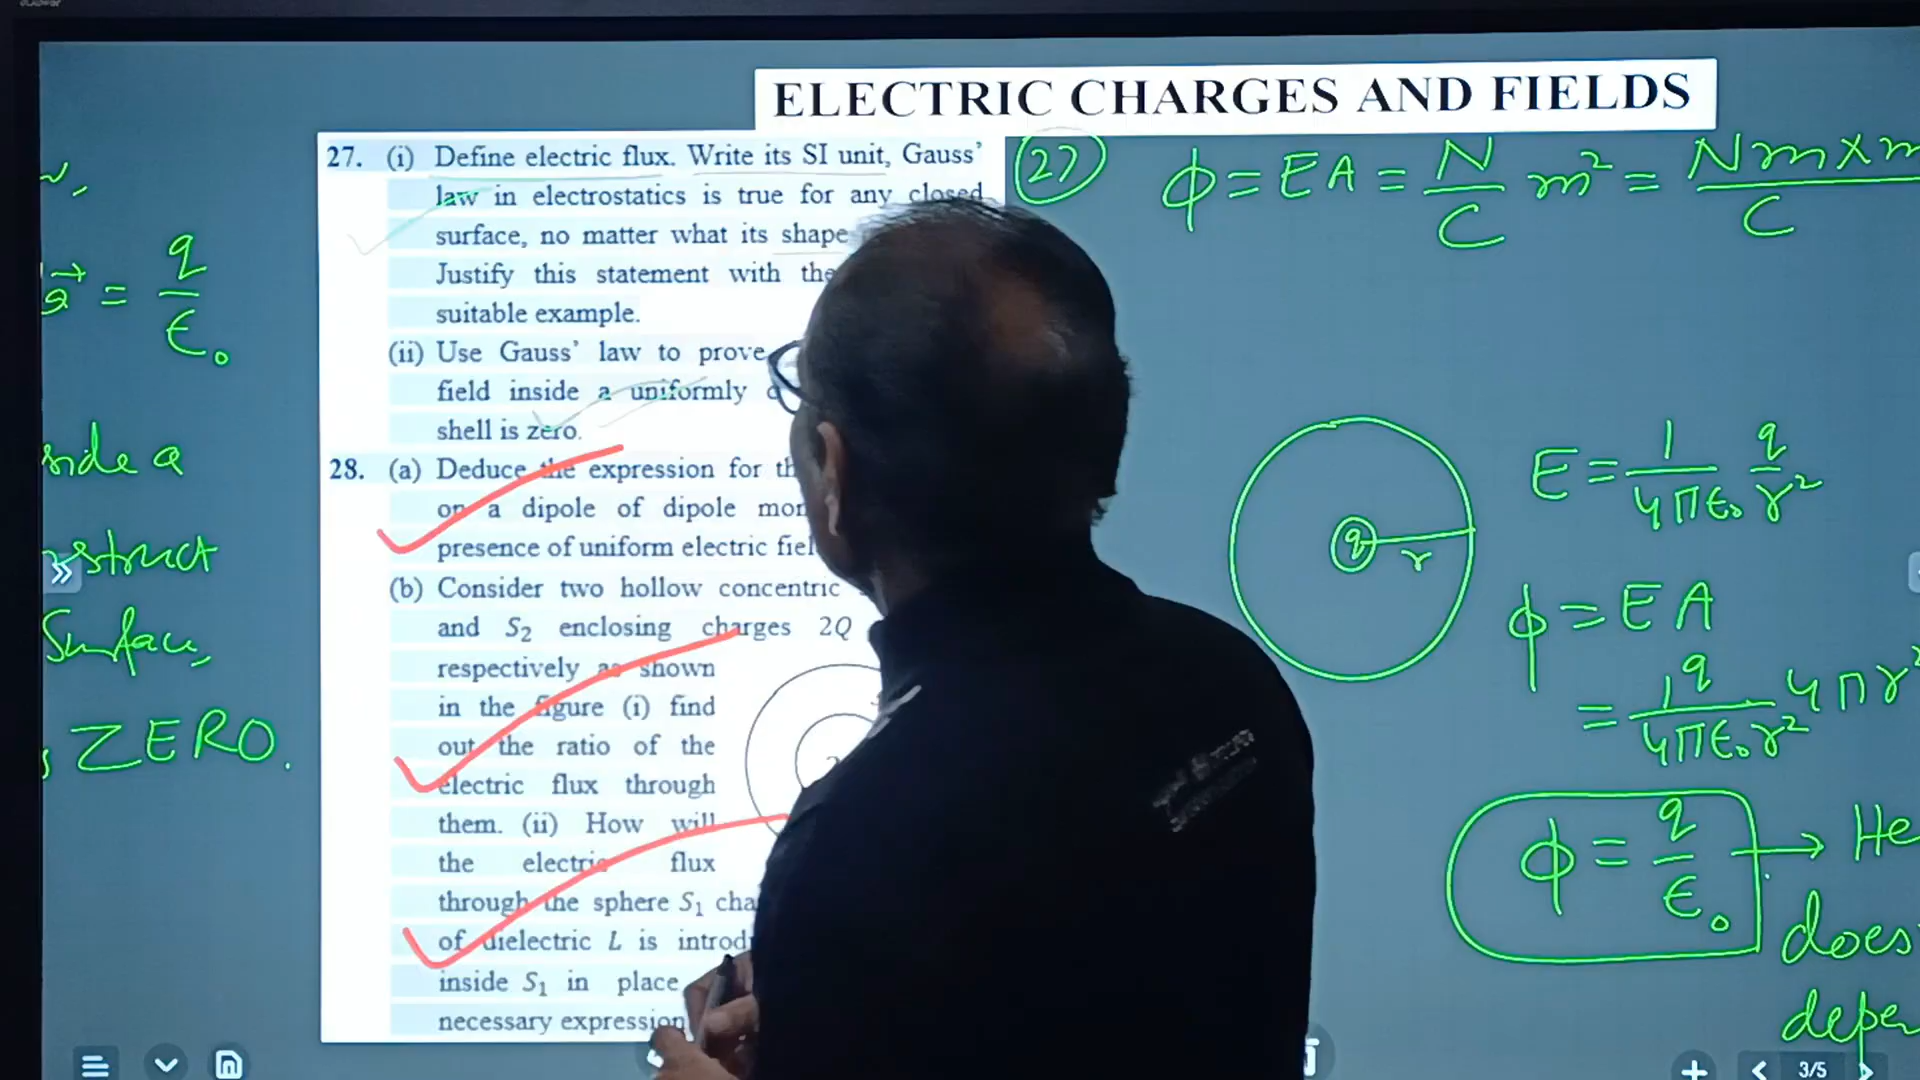 ELECTRIC CHARGES AND FIELDS
27. (i) Define electric flux. Write its SI unit, Gauss'
law in electrostatics is true for any closed
surface, no matter what its shape
Justify this statement with the
suitable example.
(ii) Use Gauss' law to prove
field inside a uniformly
shell is zero.
28. (a) Deduce the expression for
on a dipole of dipole
presence of uniform electric
(b) Consider two hollow concentric
and S₂ enclosing charges 2Q
respectively as shown
in the figure (i) find
out the ratio of the
electric flux through
them. (ii) How will
the electric flux
through the sphere S₁
of dielectric L is
inside S₁ in place
necessary expression
= q/ε₀
a
Surface,
ZERO.
27 ϕ = EA = N/C m² = Nm×m/C
q r
E = 1/4πε₀ q/r²
ϕ = EA
= 1/4πε₀ q/r² 4πr²
ϕ = q/ε₀ →
does
3/5